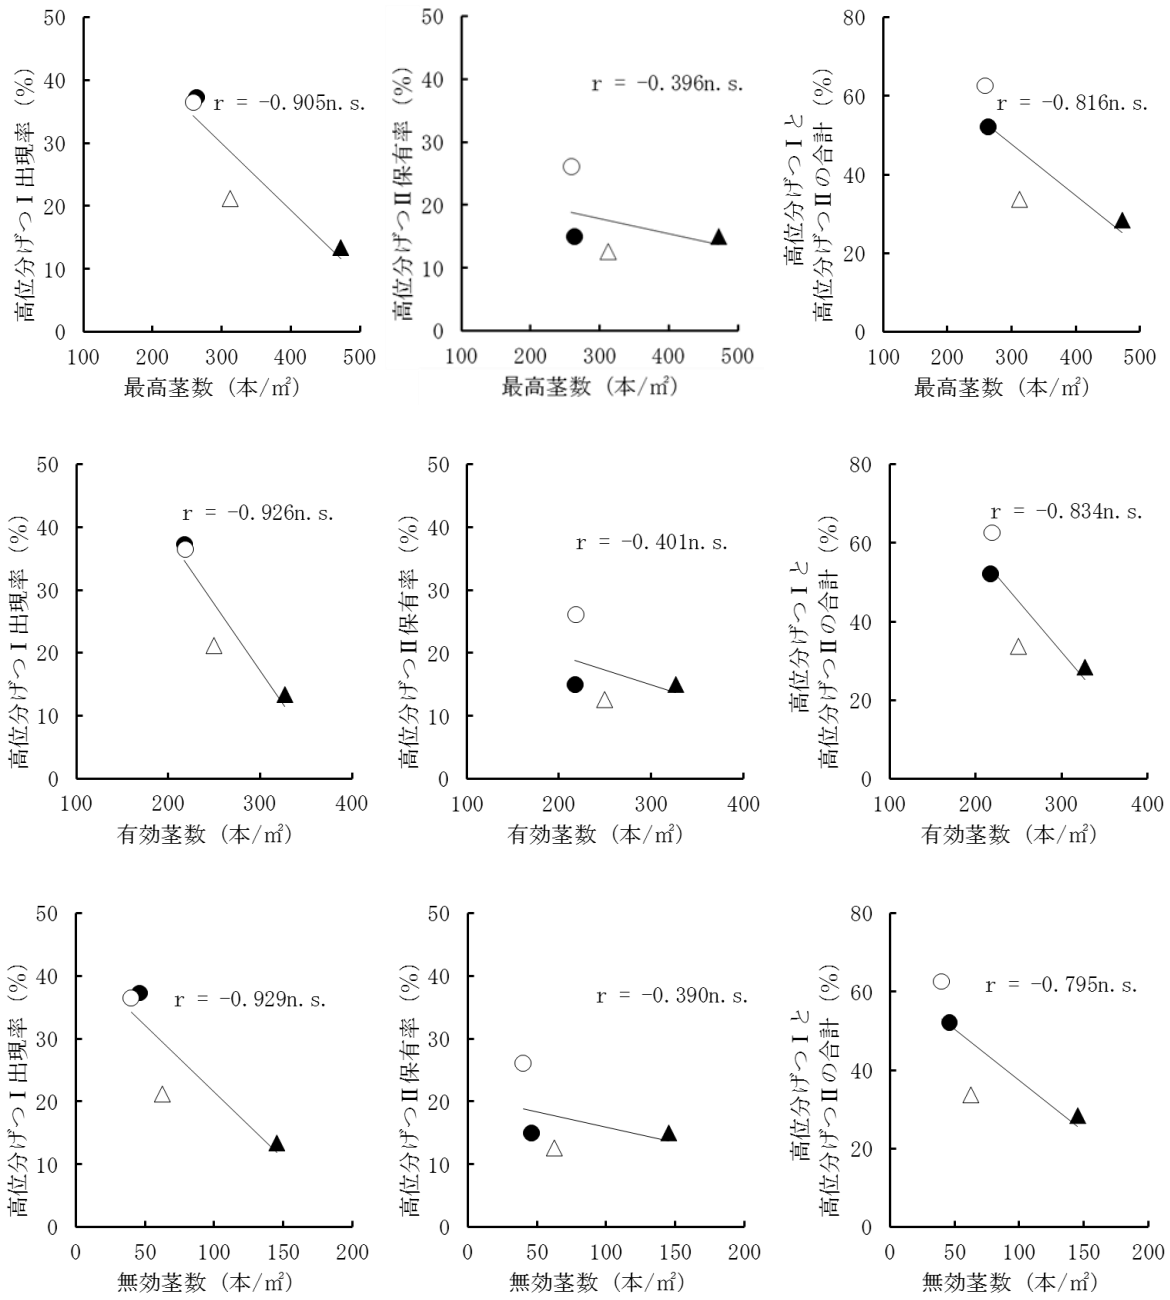 高位分げつⅠ出現率 (%)
50
40
30
20
10
0
r = -0.905n.s.
100 200 300 400 500
最高茎数 (本/㎡)
高位分げつⅡ保有率 (%)
50
40
30
20
10
0
r = -0.396n.s.
100 200 300 400 500
最高茎数 (本/㎡)
高位分げつⅠと
高位分げつⅡの合計 (%)
80
60
40
20
0
r = -0.816n.s.
100 200 300 400 500
最高茎数 (本/㎡)
高位分げつⅠ出現率 (%)
50
40
30
20
10
0
r = -0.926n.s.
100 200 300 400
有効茎数 (本/㎡)
高位分げつⅡ保有率 (%)
50
40
30
20
10
0
r = -0.401n.s.
100 200 300 400
有効茎数 (本/㎡)
高位分げつⅠと
高位分げつⅡの合計 (%)
80
60
40
20
0
r = -0.834n.s.
100 200 300 400
有効茎数 (本/㎡)
高位分げつⅠ出現率 (%)
50
40
30
20
10
0
r = -0.929n.s.
0 50 100 150 200
無効茎数 (本/㎡)
高位分げつⅡ保有率 (%)
50
40
30
20
10
0
r = -0.390n.s.
0 50 100 150 200
無効茎数 (本/㎡)
高位分げつⅠと
高位分げつⅡの合計 (%)
80
60
40
20
0
r = -0.795n.s.
0 50 100 150 200
無効茎数 (本/㎡)